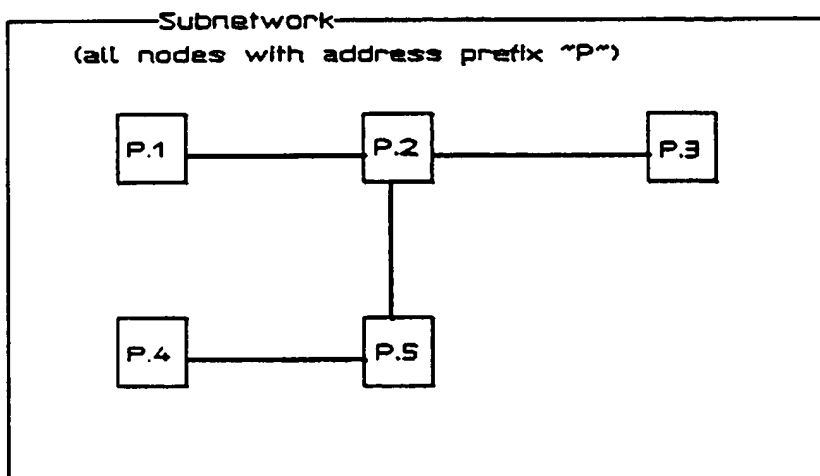 Subnetwork
(all nodes with address prefix "P")
P.1
P.2
P.3
P.4
P.5